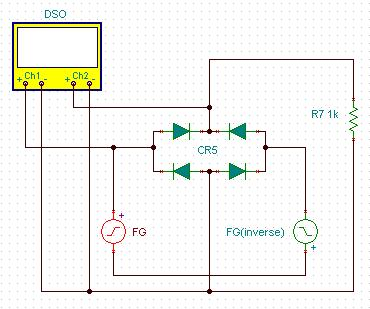 DSO
+ Ch1 - + Ch2 -
R7 1k
CR5
+
FG
FG(inverse)
+